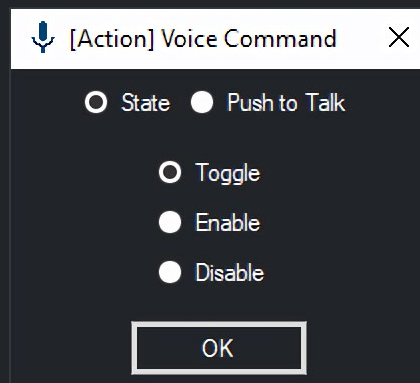 [Action] Voice Command
State Push to Talk
Toggle
Enable
Disable
OK